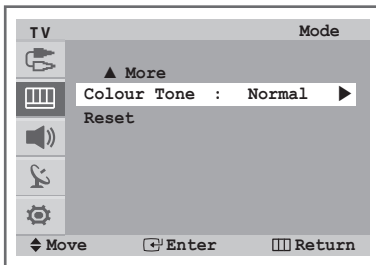 TV Mode
▲ More
Colour Tone : Normal ▶
Reset
Move Enter Return